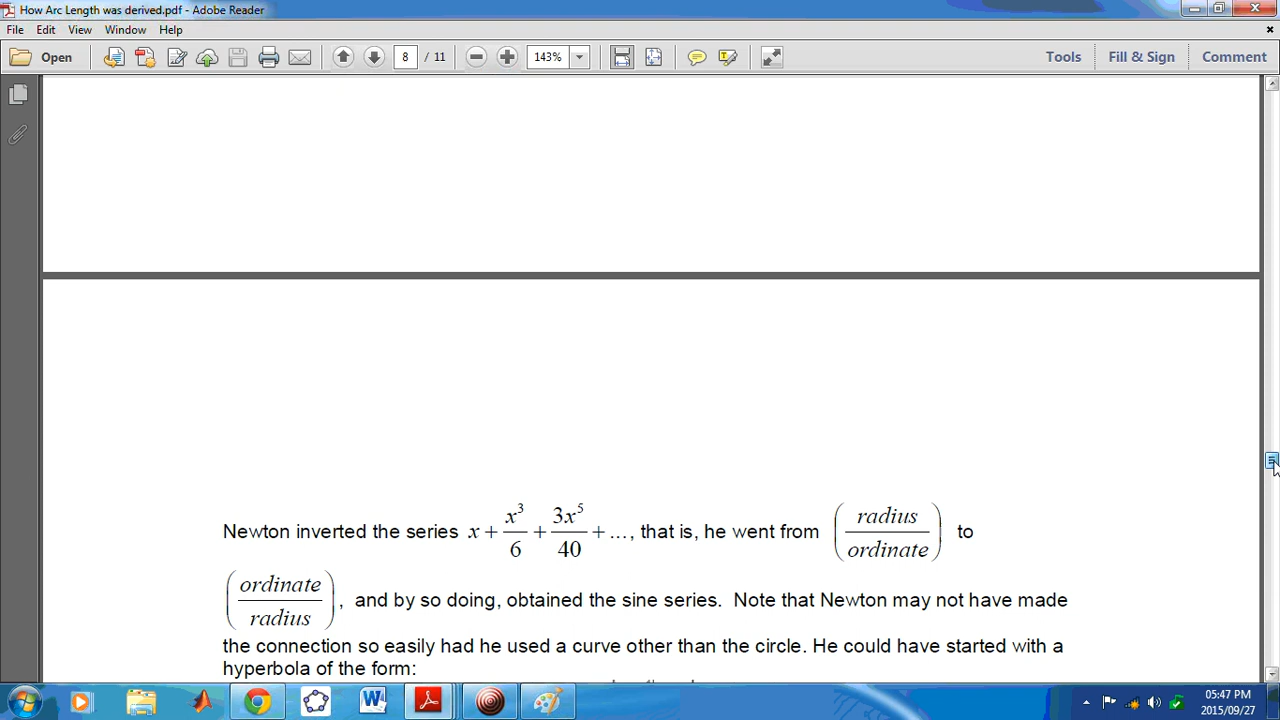 How Arc Length was derived.pdf - Adobe Reader
File Edit View Window Help
Open 8 / 11 143% Tools Fill & Sign Comment
Newton inverted the series x + x³/6 + 3x⁵/40 + ..., that is, he went from (radius/ordinate) to
(ordinate/radius), and by so doing, obtained the sine series. Note that Newton may not have made
the connection so easily had he used a curve other than the circle. He could have started with a
hyperbola of the form:
05:47 PM
2015/09/27